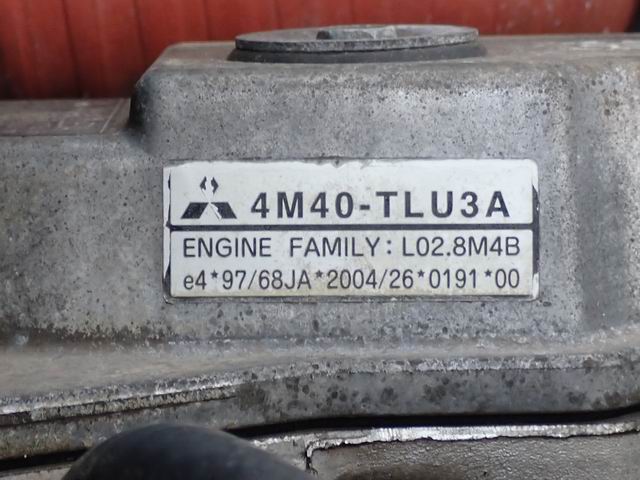 4M40-TLU3A
ENGINE FAMILY: L02.8M4B
e4*97/68JA*2004/26*0191*00